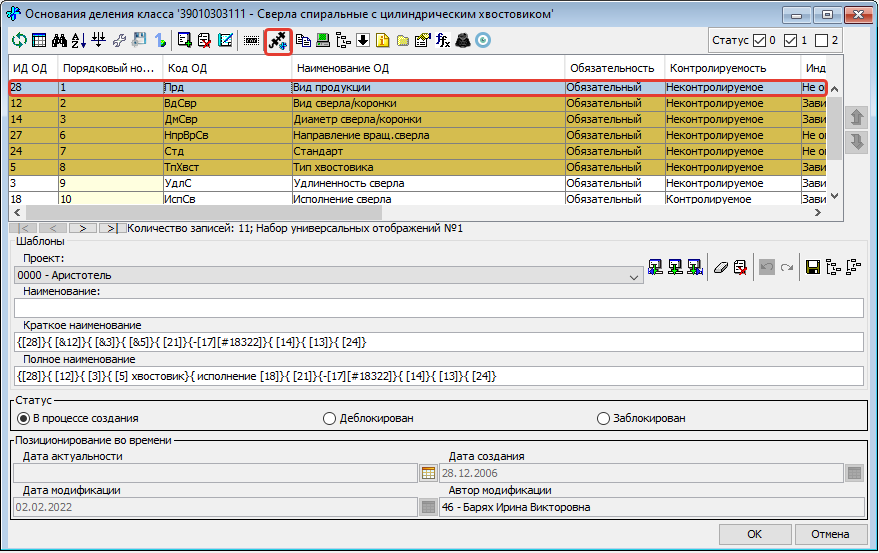 Основания деления класса '39010303111 - Сверла спиральные с цилиндрическим хвостовиком'
Статус 0 1 2
ИД ОД Порядковый но... Код ОД Наименование ОД Обязательность Контролируемость Инд
28 1 Прд Вид продукции Обязательный Неконтролируемое Не о
12 2 ВдСвр Вид сверла/коронки Обязательный Неконтролируемое Зави
14 3 ДмСвр Диаметр сверла/коронки Обязательный Неконтролируемое Зави
27 6 НпрВрСв Направление вращ.сверла Обязательный Неконтролируемое Не о
24 7 Стд Стандарт Обязательный Неконтролируемое Не о
5 8 ТпХвст Тип хвостовика Обязательный Неконтролируемое Зави
3 9 УдлС Удлиненность сверла Обязательный Неконтролируемое Зави
18 10 ИспСв Исполнение сверла Обязательный Контролируемое Зави
|< < > >| Количество записей: 11; Набор универсальных отображений №1
Шаблоны
Проект:
0000 - Аристотель
Наименование:
Краткое наименование
{[28]}{ [&12]}{ [&3]}{ [&5]}{ [21]}{-[17][#18322]}{ [14]}{ [13]}{ [24]}
Полное наименование
{[28]}{ [12]}{ [3]}{ [5] хвостовик}{ исполнение [18]}{ [21]}{-[17][#18322]}{ [14]}{ [13]}{ [24]}
Статус
В процессе создания Деблокирован Заблокирован
Позиционирование во времени
Дата актуальности Дата создания
28.12.2006
Дата модификации Автор модификации
02.02.2022 46 - Барях Ирина Викторовна
OK Отмена